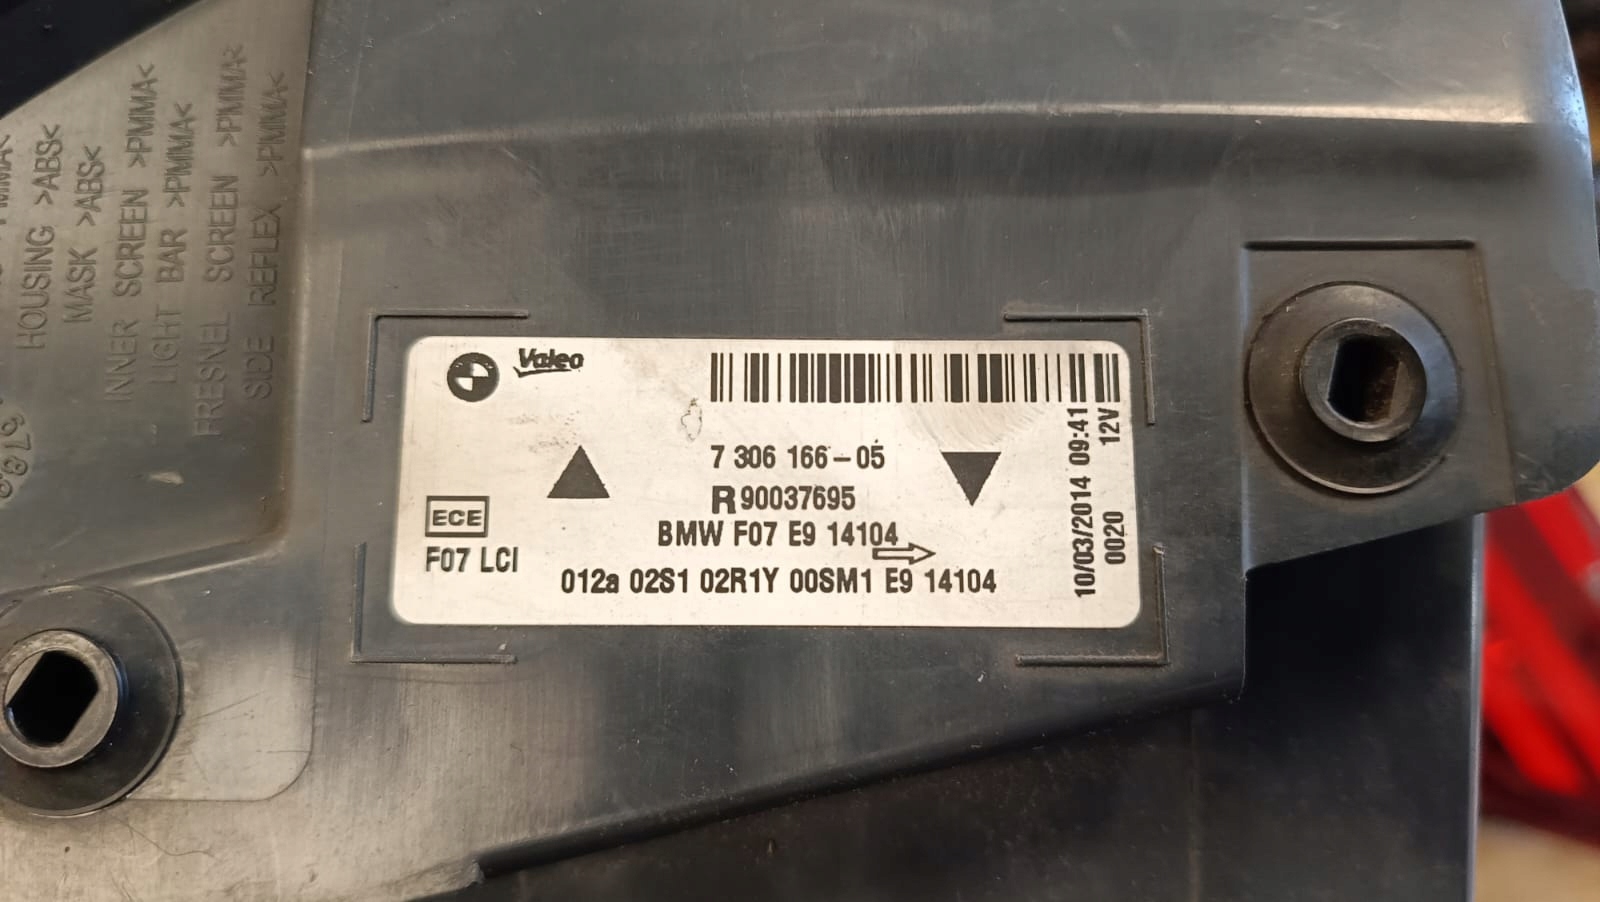 HOUSING >ABS<
MASK >ABS<
INNER SCREEN >PMMA<
LIGHT BAR >PMMA<
FRESNEL SCREEN >PMMA<
SIDE REFLEX >PMMA<
Valeo
7 306 166-05
R 90037695
BMW F07 E9 14104
012a 02S1 02R1Y 00SM1 E9 14104
ECE
F07 LCI
10/03/2014 09:41
0020 12V